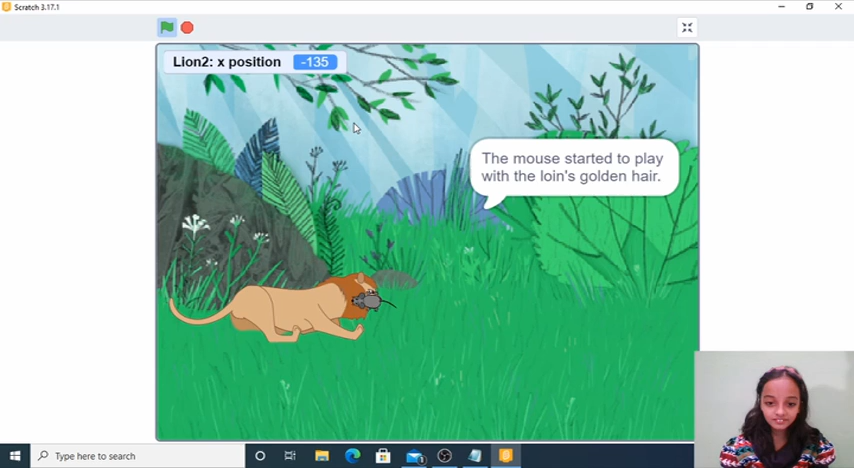 Scratch 3.17.1
Lion2: x position -135
The mouse started to play
with the loin's golden hair.
Type here to search